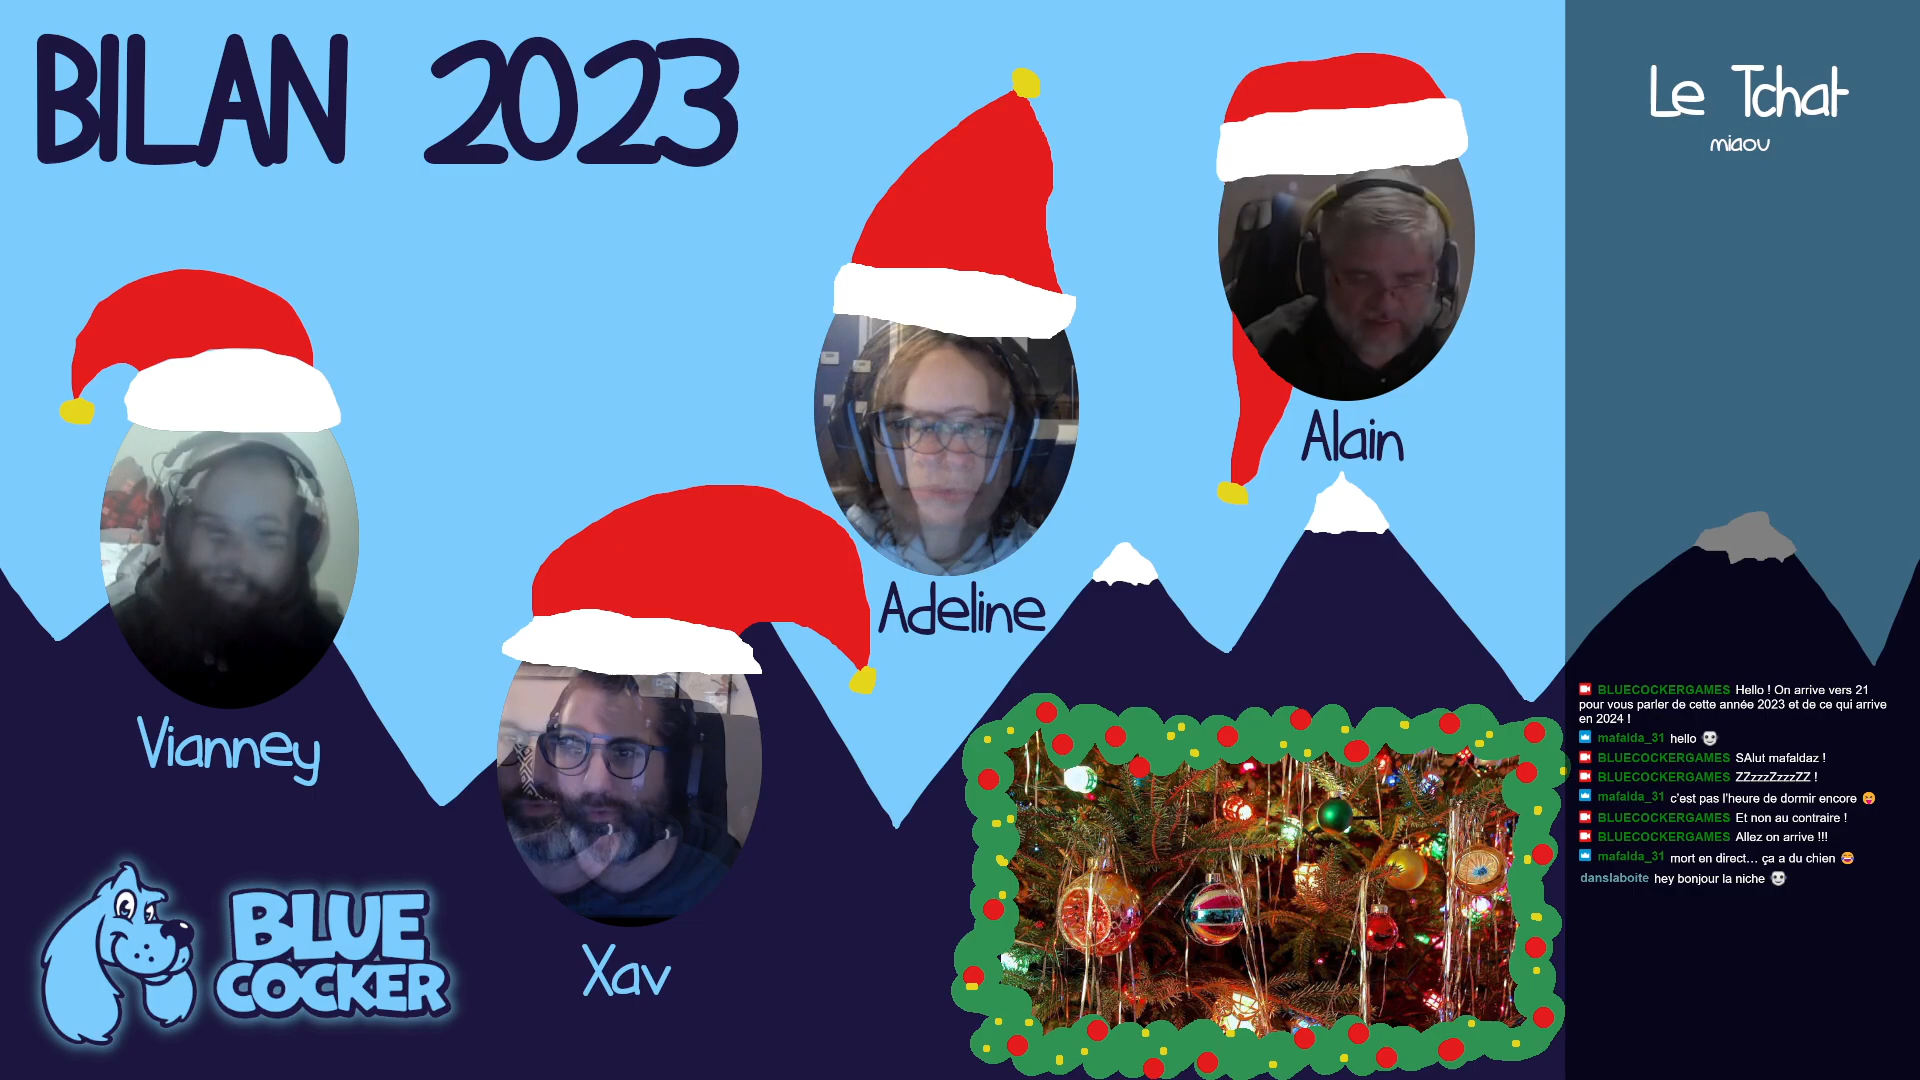 BILAN 2023
Le Tchat
miaou
Alain
Adeline
Vianney
Xav
BLUE
COCKER
BLUECOCKERGAMES Hello ! On arrive vers 21
pour vous parler de cette année 2023 et de ce qui arrive
en 2024 !
mafalda_31 hello
BLUECOCKERGAMES SAlut mafaldaz !
BLUECOCKERGAMES ZZzzzZzzzZZ !
mafalda_31 c'est pas l'heure de dormir encore 😝
BLUECOCKERGAMES Et non au contraire !
BLUECOCKERGAMES Allez on arrive !!!
mafalda_31 mort en direct… ça a du chien 😂
danslaboite hey bonjour la niche